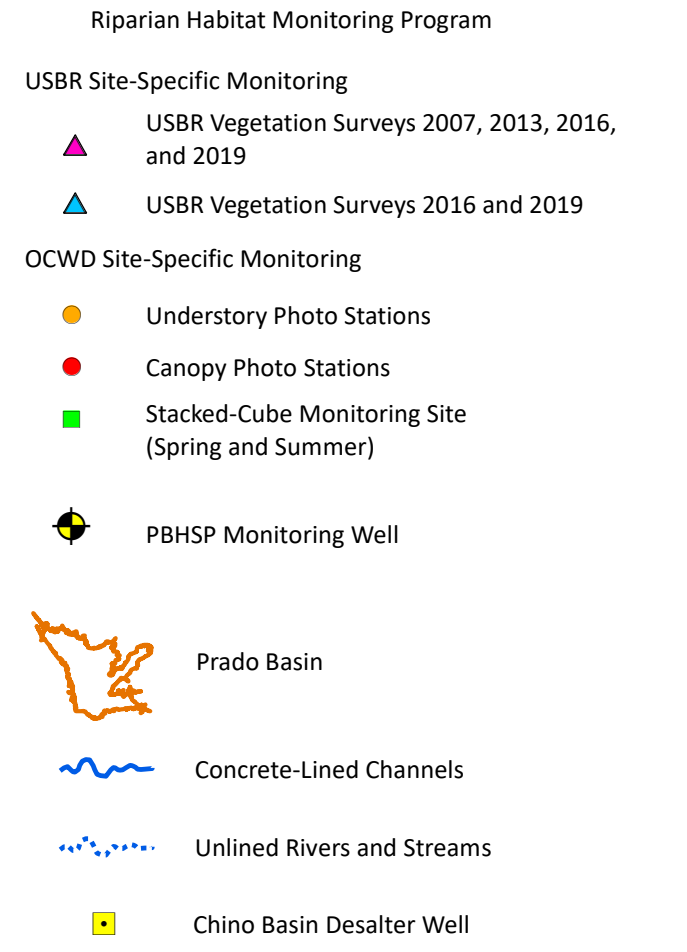 Riparian Habitat Monitoring Program
USBR Site-Specific Monitoring
USBR Vegetation Surveys 2007, 2013, 2016,
and 2019
USBR Vegetation Surveys 2016 and 2019
OCWD Site-Specific Monitoring
Understory Photo Stations
Canopy Photo Stations
Stacked-Cube Monitoring Site
(Spring and Summer)
PBHSP Monitoring Well
Prado Basin
Concrete-Lined Channels
Unlined Rivers and Streams
Chino Basin Desalter Well